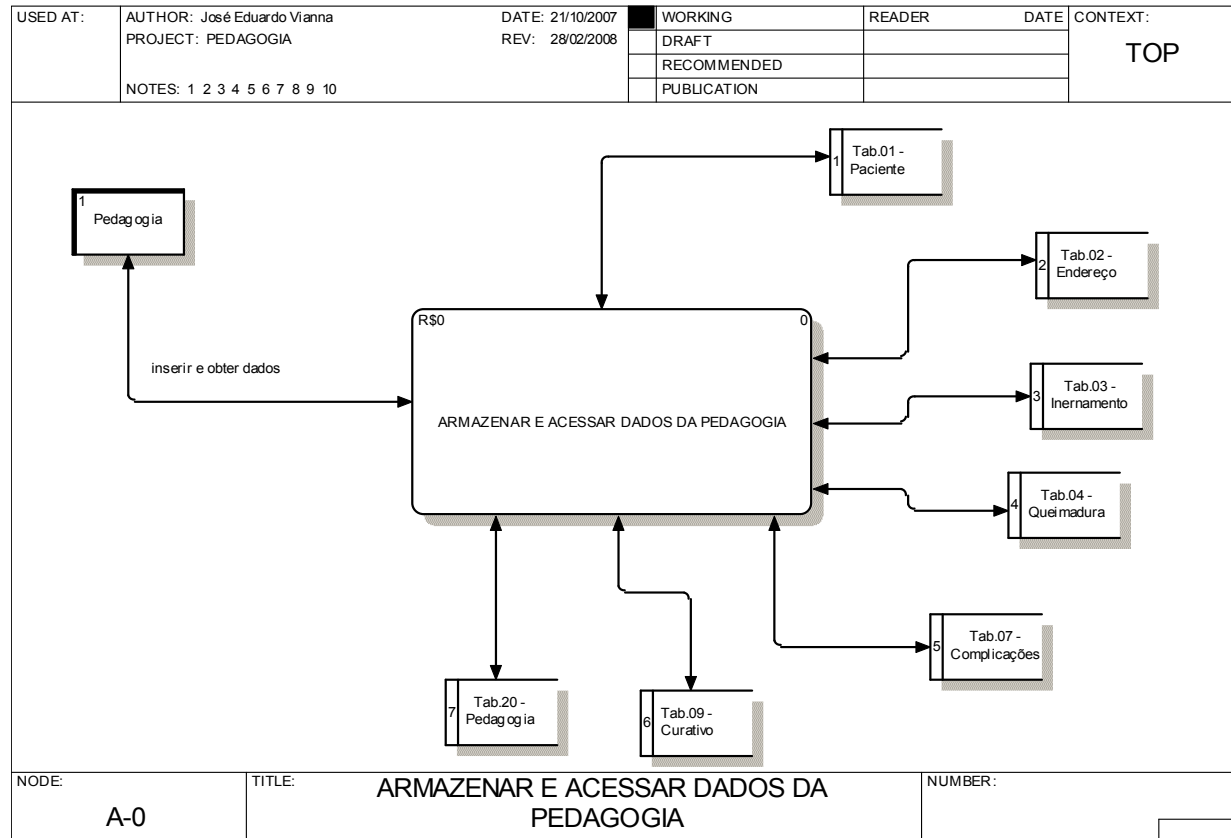 USED AT:
AUTHOR: José Eduardo Vianna
DATE: 21/10/2007
PROJECT: PEDAGOGIA
REV: 28/02/2008
NOTES: 1 2 3 4 5 6 7 8 9 10
WORKING
DRAFT
RECOMMENDED
PUBLICATION
READER DATE
CONTEXT:
TOP
1
Pedagogia
inserir e obter dados
R$0
0
ARMAZENAR E ACESSAR DADOS DA PEDAGOGIA
1
Tab.01 -
Paciente
2
Tab.02 -
Endereço
3
Tab.03 -
Inernamento
4
Tab.04 -
Queimadura
5
Tab.07 -
Complicações
6
Tab.09 -
Curativo
7
Tab.20 -
Pedagogia
NODE:
A-0
TITLE:
ARMAZENAR E ACESSAR DADOS DA
PEDAGOGIA
NUMBER: